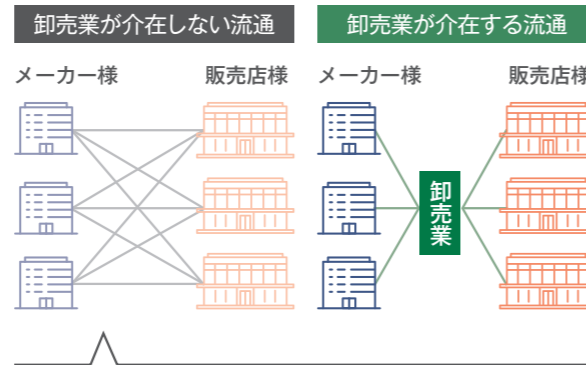 卸売業が介在しない流通
メーカー様
販売店様
卸売業が介在する流通
メーカー様
販売店様
卸売業